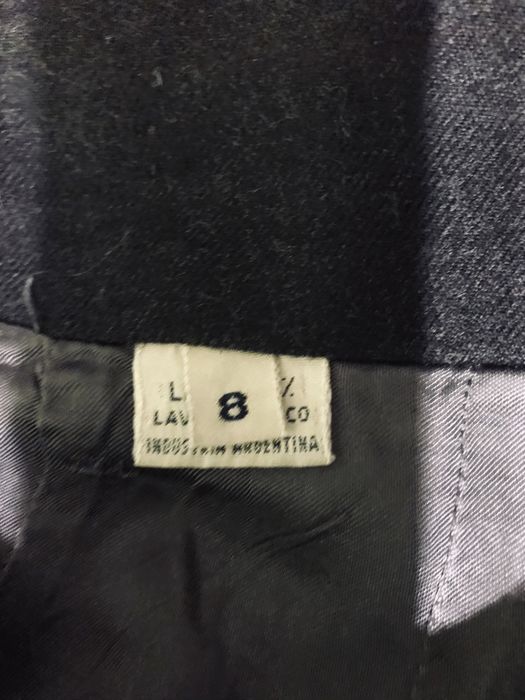 L 8 %
LAV CO
INDUSTRIA ARGENTINA